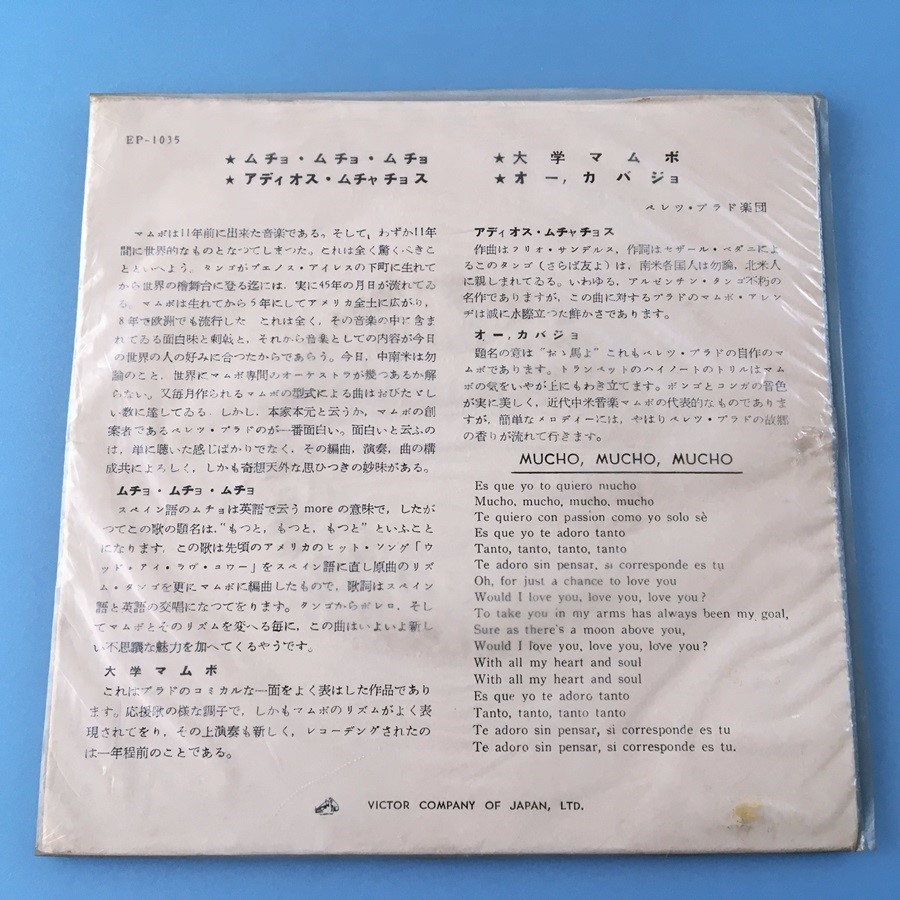 EP-1035
★ ムチョ・ムチョ・ムチョ
★ アディオス・ムチャチョス
★ 大学マムボ
★ オー,カバジョ
ペレツ・プラド楽団
マムボは11年前に出来た音楽である。そして,わずか11年
間に世界的なものとなつてしまつた。これは全く驚くべきこ
とといへよう。タンゴがブエノス・アイレスの下町に生れて
から世界の檜舞台に登る迄には,実に45年の月日が流れてゐ
る。マムボは生れてから5年にしてアメリカ全土に広がり,
8年で欧洲でも流行した これは全く,その音楽の中に含ま
れてゐる面白味と刺戟と,それから音楽としての内容が今日
の世界の人の好みに合つたからであらう。今日,中南米は勿
論のこと,世界にマムボ専問のオーケストラが幾つあるか解
らない。又毎月作られるマムボの型式による曲はおびたゞし
い数に達してゐる。しかし,本家本元と云うか,マムボの創
案者であるペレツ・プラドのが一番面白い。面白いと云ふの
は,単に聴いた感じばかりでなく,その編曲,演奏,曲の構
成共によろしく,しかも奇想天外な思ひつきの妙味がある。
ムチョ・ムチョ・ムチョ
スペイン語のムチョは英語で云う moreの意味で,したが
つてこの歌の題名は,“もつと,もつと,もつと”といふこと
になります。この歌は先頃のアメリカのヒット・ソング「ウ
ッド・アイ・ラヴ・ユウー」をスペイン語に直し原曲のリズ
ム・タンゴを更にマムボに編曲したもので,歌詞はスペイン
語と英語の交唱になつてをります。タンゴからボレロ,そし
てマムボとそのリズムを変へる毎に,この曲はいよいよ新し
い不思議な魅力を加へてくるやうです。
大学マムボ
これはプラドのコミカルな一面をよく表はした作品であり
ます。応援歌の様な調子で,しかもマムボのリズムがよく表
現されてをり,その上演奏も新しく,レコーデングされたの
は一年程前のことである。
アディオス・ムチャチョス
作曲はフリオ・サンデルス,作詞はセザール・ベダニによ
るこのタンゴ(さらば友よ)は,南米各国人は勿論,北米人
に親しまれてゐる。いわゆる,アルゼンチン・タンゴ不朽の
名作でありますが,この曲に対するプラドのマムボ・アレン
ヂは誠に水際立つた鮮かさであります。
オー,カバジョ
題名の意は“おゝ馬よ”これもペレツ・プラドの自作のマ
ムボであります。トランペットのハイノートのトリルはマム
ボの気をいやが上にもわき立てます。ボンゴとコンガの音色
が実に美しく,近代中米音楽マムボの代表的なものでありま
すが,簡単なメロディーには,やはりペレツ・プラドの故郷
の香りが流れて行きます。
MUCHO, MUCHO, MUCHO
Es que yo to quiero mucho
Mucho, mucho, mucho, mucho
Te quiero con passion como yo solo sè
Es que yo te adoro tanto
Tanto, tanto, tanto, tanto
Te adoro sin pensar, si corresponde es tu
Oh, for just a chance to love you
Would I love you, love you, love you?
To take you in my arms has always been my goal,
Sure as there's a moon above you,
Would I love you, love you, love you?
With all my heart and soul
With all my heart and soul
Es que yo te adoro tanto
Tanto, tanto, tanto tanto
Te adoro sin pensar, si corresponde es tu
Te adoro sin pensar, si corresponde es tu.
VICTOR COMPANY OF JAPAN, LTD.